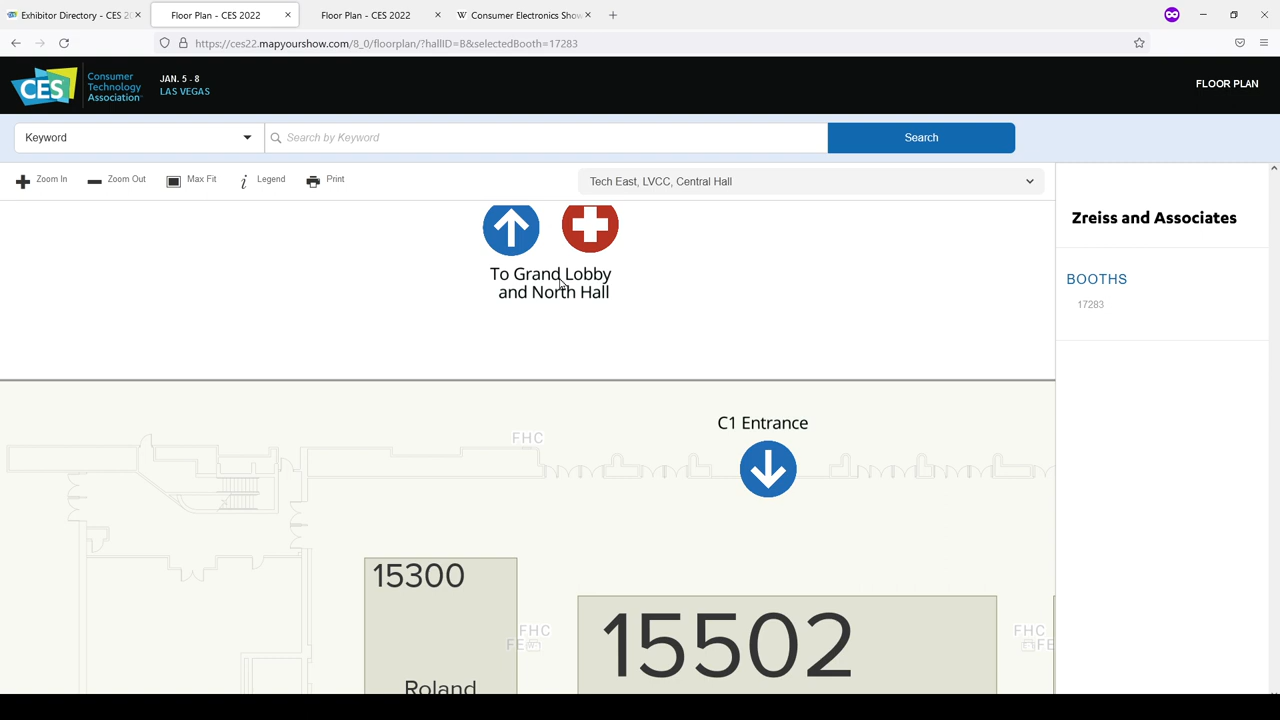 Exhibitor Directory - CES 20
Floor Plan - CES 2022
Floor Plan - CES 2022
Consumer Electronics Show
https://ces22.mapyourshow.com/8_0/floorplan/?hallID=B&selectedBooth=17283
CES
Consumer
Technology
Association
JAN. 5 - 8
LAS VEGAS
FLOOR PLAN
Keyword
Search by Keyword
Search
Zoom In
Zoom Out
Max Fit
Legend
Print
Tech East, LVCC, Central Hall
Zreiss and Associates
BOOTHS
17283
To Grand Lobby
and North Hall
C1 Entrance
FHC
15300
15502
FHC
FE
FHC
FE
Roland